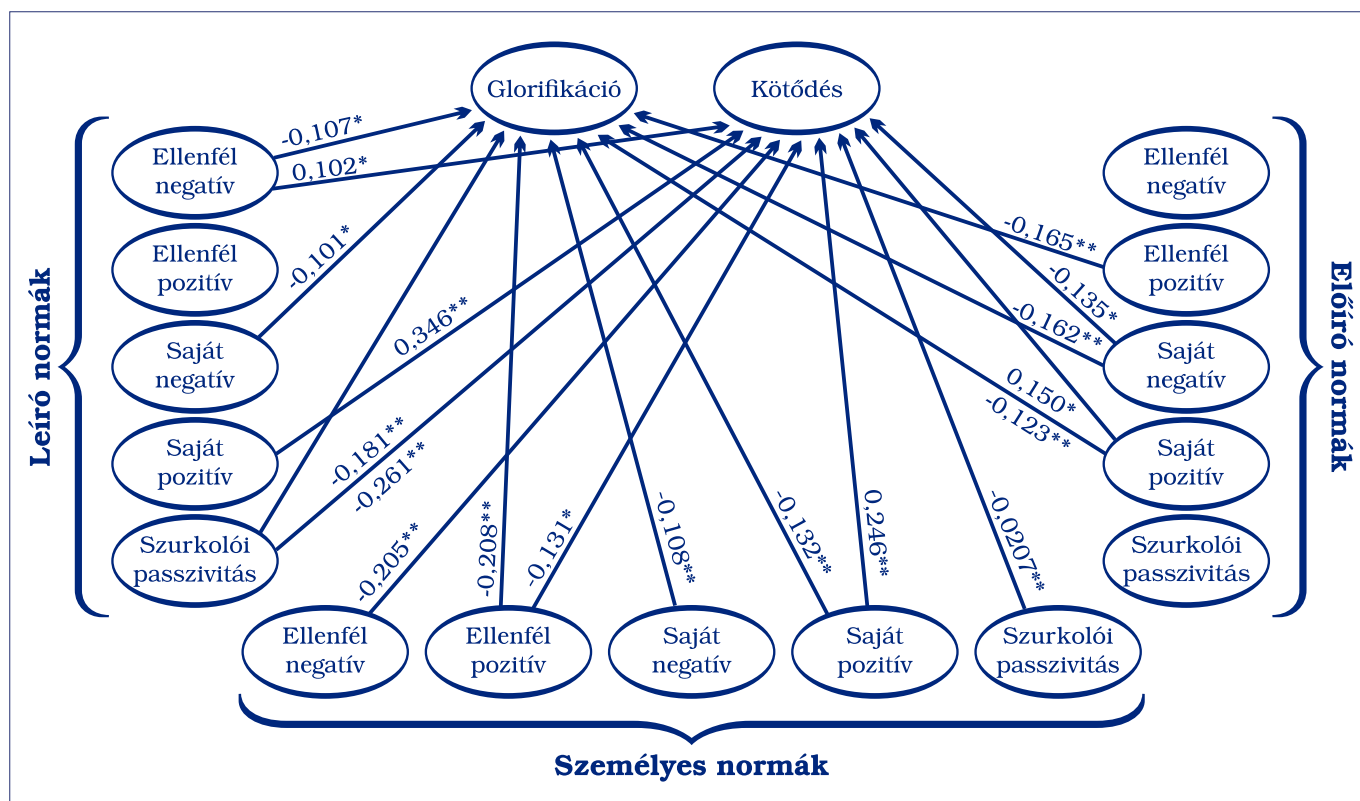 Glorifikáció
Kötődés
Leíró normák
Ellenfél
negatív
Ellenfél
pozitív
Saját
negatív
Saját
pozitív
Szurkolói
passzivitás
-0,107*
0,102*
-0,101*
0,346**
-0,181**
-0,261**
-0,205**
-0,208**
-0,131*
-0,108**
-0,132**
0,246**
-0,0207**
-0,165**
-0,135*
-0,162**
0,150*
-0,123**
Ellenfél
negatív
Ellenfél
pozitív
Saját
negatív
Saját
pozitív
Szurkolói
passzivitás
Előíró normák
Ellenfél
negatív
Ellenfél
pozitív
Saját
negatív
Saját
pozitív
Szurkolói
passzivitás
Személyes normák